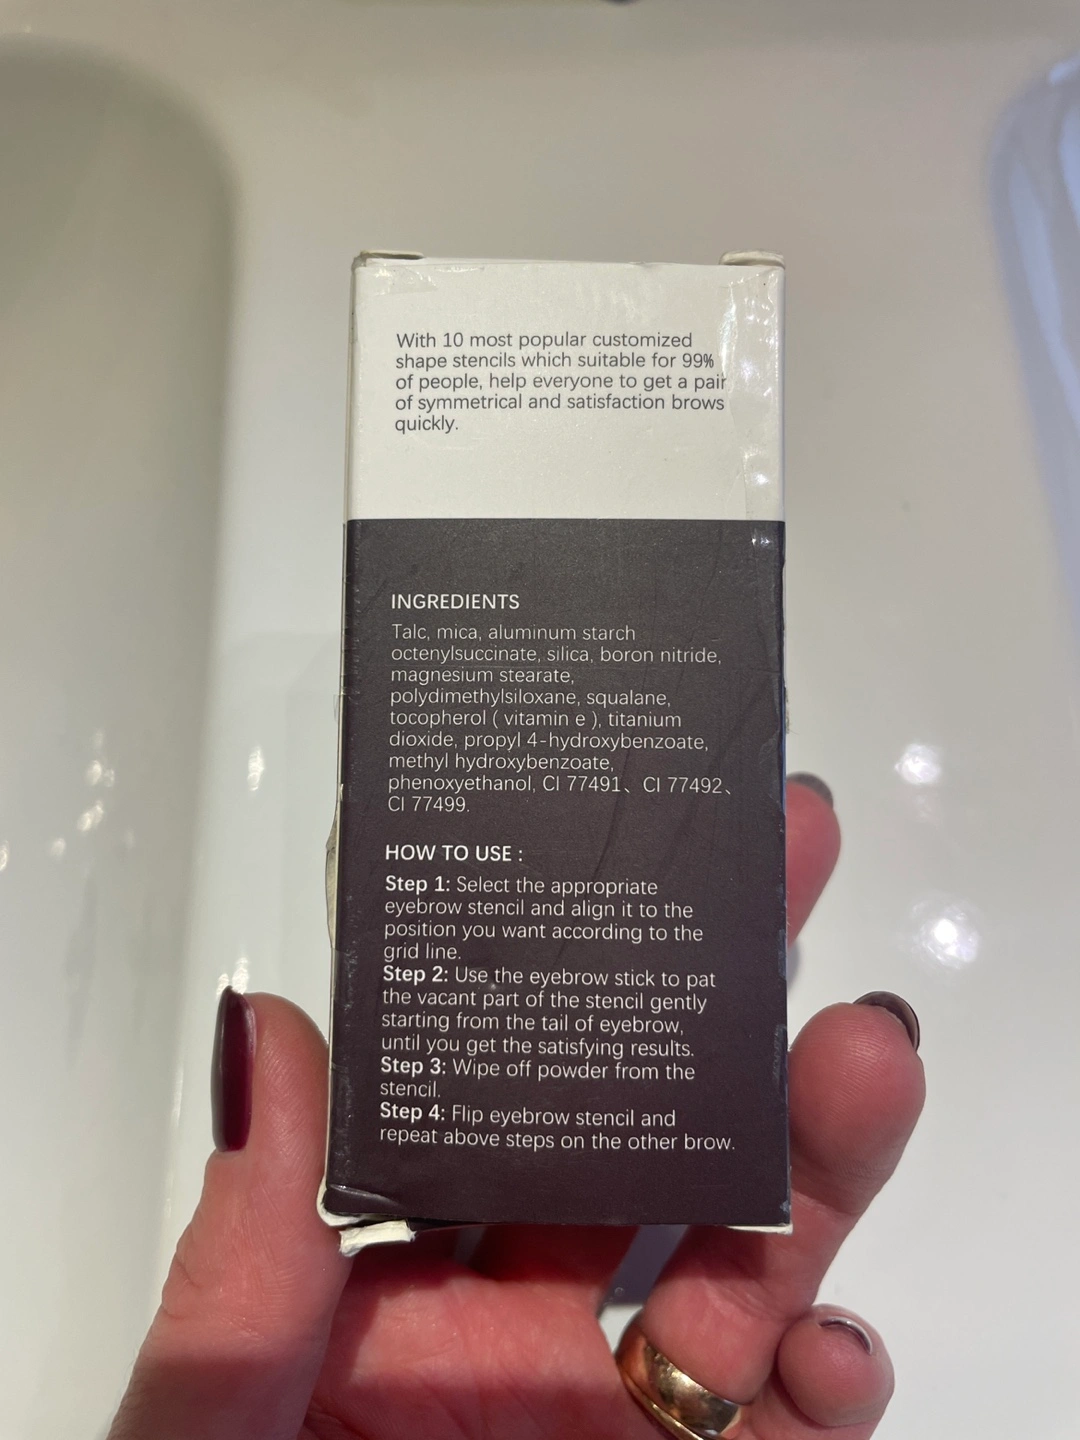 With 10 most popular customized
shape stencils which suitable for 99%
of people, help everyone to get a pair
of symmetrical and satisfaction brows
quickly.
INGREDIENTS
Talc, mica, aluminum starch
octenylsuccinate, silica, boron nitride,
magnesium stearate,
polydimethylsiloxane, squalane,
tocopherol ( vitamin e ), titanium
dioxide, propyl 4-hydroxybenzoate,
methyl hydroxybenzoate,
phenoxyethanol, CI 77491、CI 77492、
CI 77499.
HOW TO USE :
Step 1: Select the appropriate
eyebrow stencil and align it to the
position you want according to the
grid line.
Step 2: Use the eyebrow stick to pat
the vacant part of the stencil gently
starting from the tail of eyebrow,
until you get the satisfying results.
Step 3: Wipe off powder from the
stencil.
Step 4: Flip eyebrow stencil and
repeat above steps on the other brow.